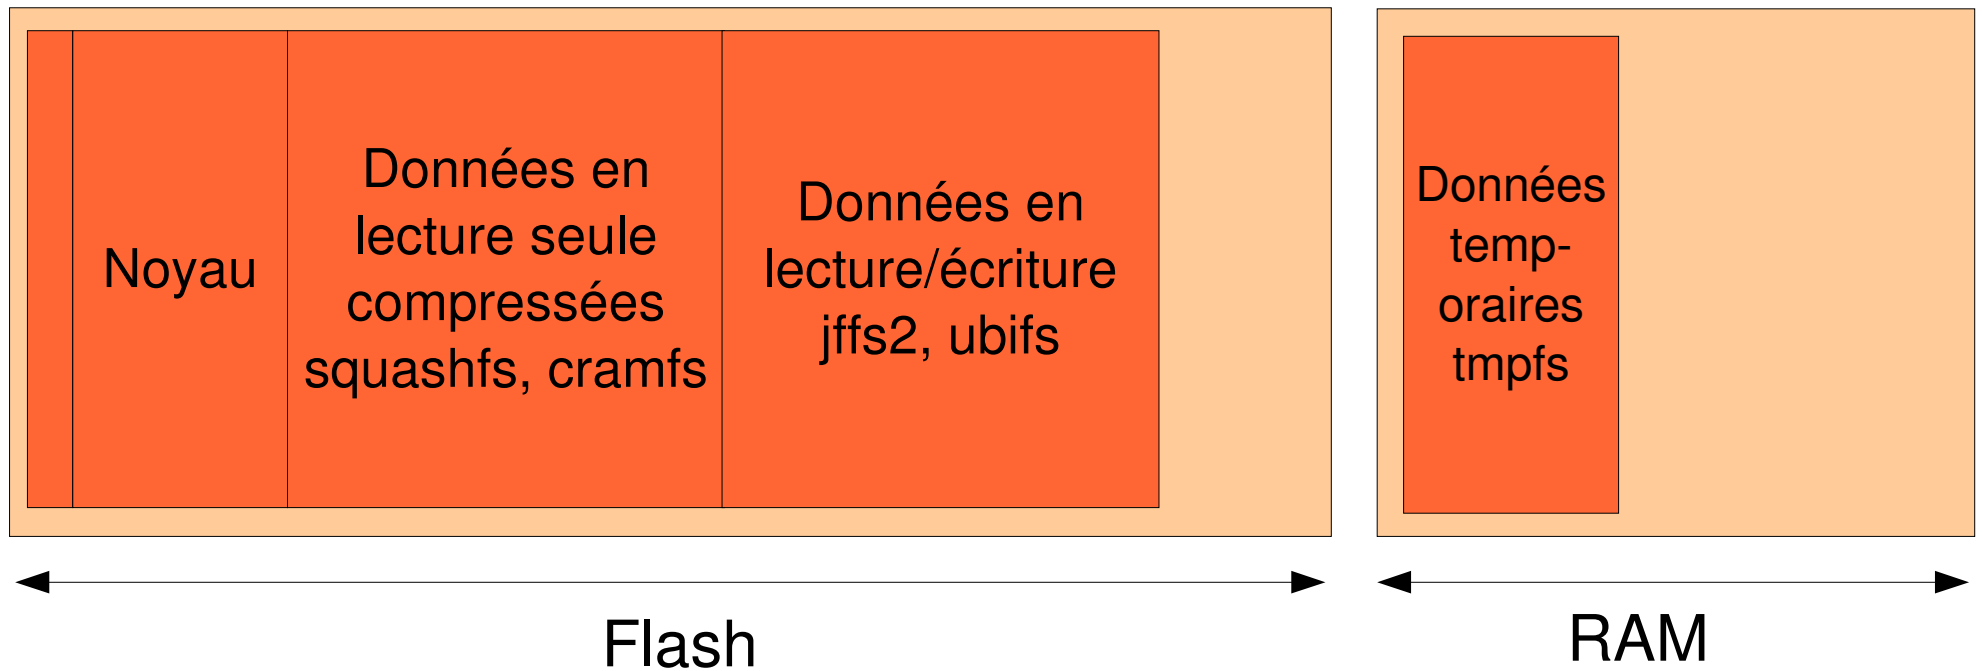 Noyau
Données en
lecture seule
compressées
squashfs, cramfs
Données en
lecture/écriture
jffs2, ubifs
Données
temp-
oraires
tmpfs
Flash
RAM